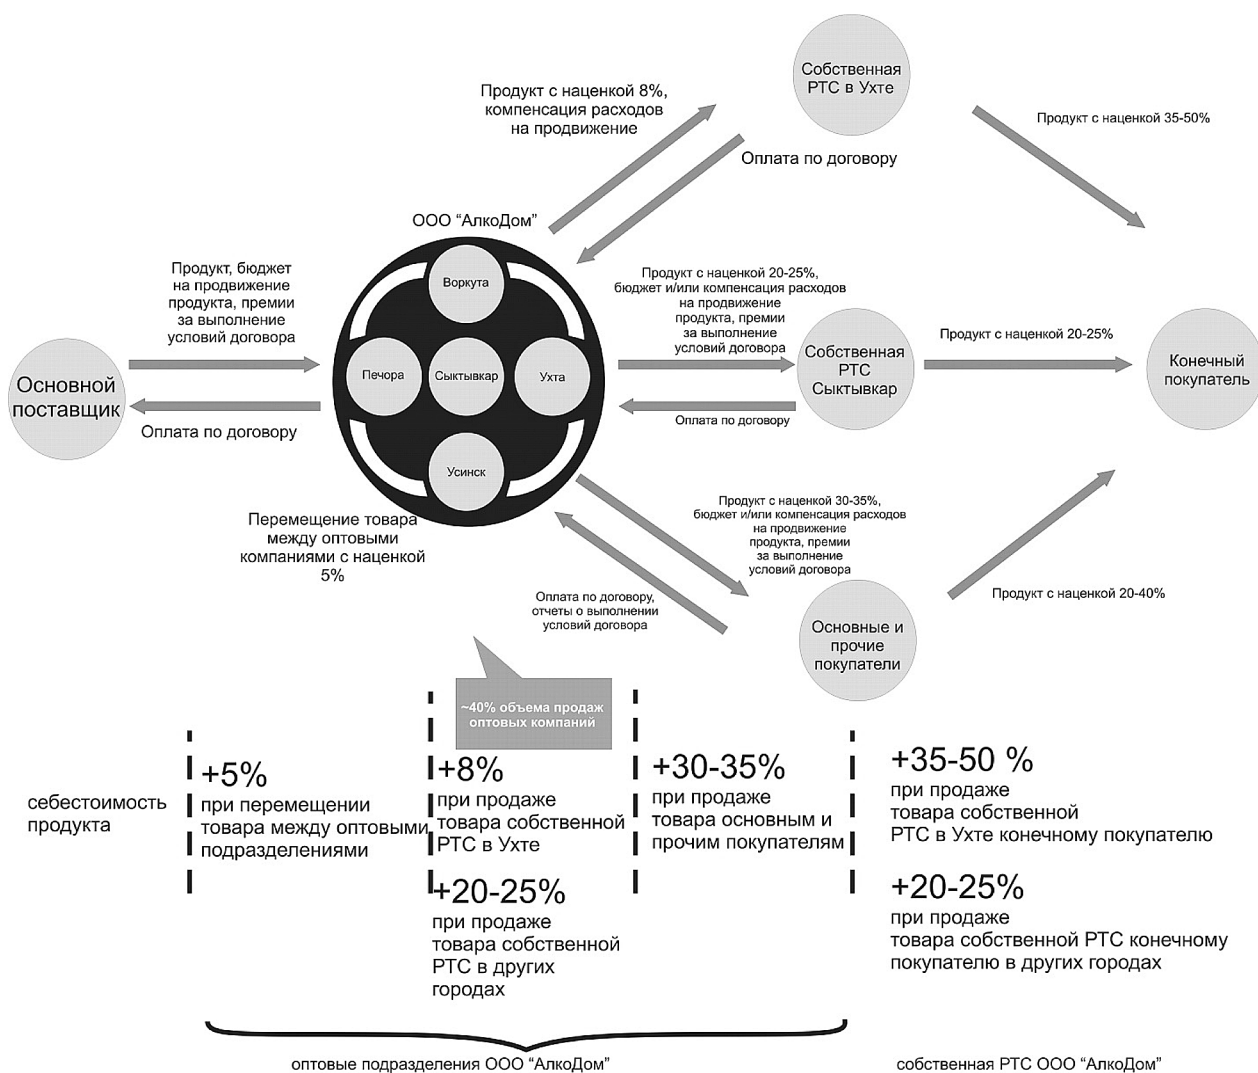 Собственная
РТС в Ухте
Продукт с наценкой 8%,
компенсация расходов
на продвижение
Продукт с наценкой 35-50%
Оплата по договору
ООО “АлкоДом”
Продукт, бюджет
на продвижение
продукта, премии
за выполнение
условий договора
Воркута
Продукт с наценкой 20-25%,
бюджет и/или компенсация расходов
на продвижение
продукта, премии
за выполнение
условий договора
Продукт с наценкой 20-25%
Основной
поставщик
Печора
Сыктывкар
Ухта
Собственная
РТС
Сыктывкар
Конечный
покупатель
Оплата по договору
Оплата по договору
Усинск
Перемещение товара
между оптовыми
компаниями с наценкой
5%
Продукт с наценкой 30-35%,
бюджет и/или компенсация расходов
на продвижение
продукта, премии
за выполнение
условий договора
Оплата по договору,
отчеты о выполнении
условий договора
Продукт с наценкой 20-40%
Основные и
прочие
покупатели
~40% объема продаж
оптовых компаний
себестоимость
продукта
+5%
при перемещении
товара между оптовыми
подразделениями
+8%
при продаже
товара собственной
РТС в Ухте
+20-25%
при продаже
товара собственной
РТС в других
городах
+30-35%
при продаже
товара основным и
прочим покупателям
+35-50 %
при продаже
товара собственной
РТС в Ухте конечному покупателю
+20-25%
при продаже
товара собственной РТС конечному
покупателю в других городах
оптовые подразделения ООО “АлкоДом”
собственная РТС ООО “АлкоДом”